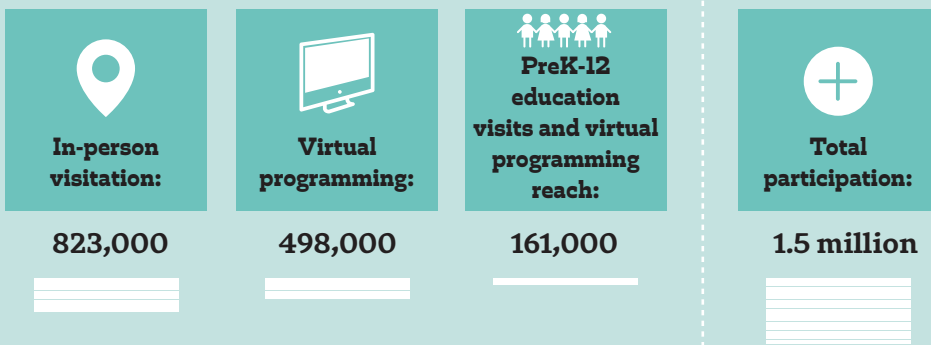 In-person
visitation:
823,000
Virtual
programming:
498,000
PreK-12
education
visits and virtual
programming
reach:
161,000
Total
participation:
1.5 million